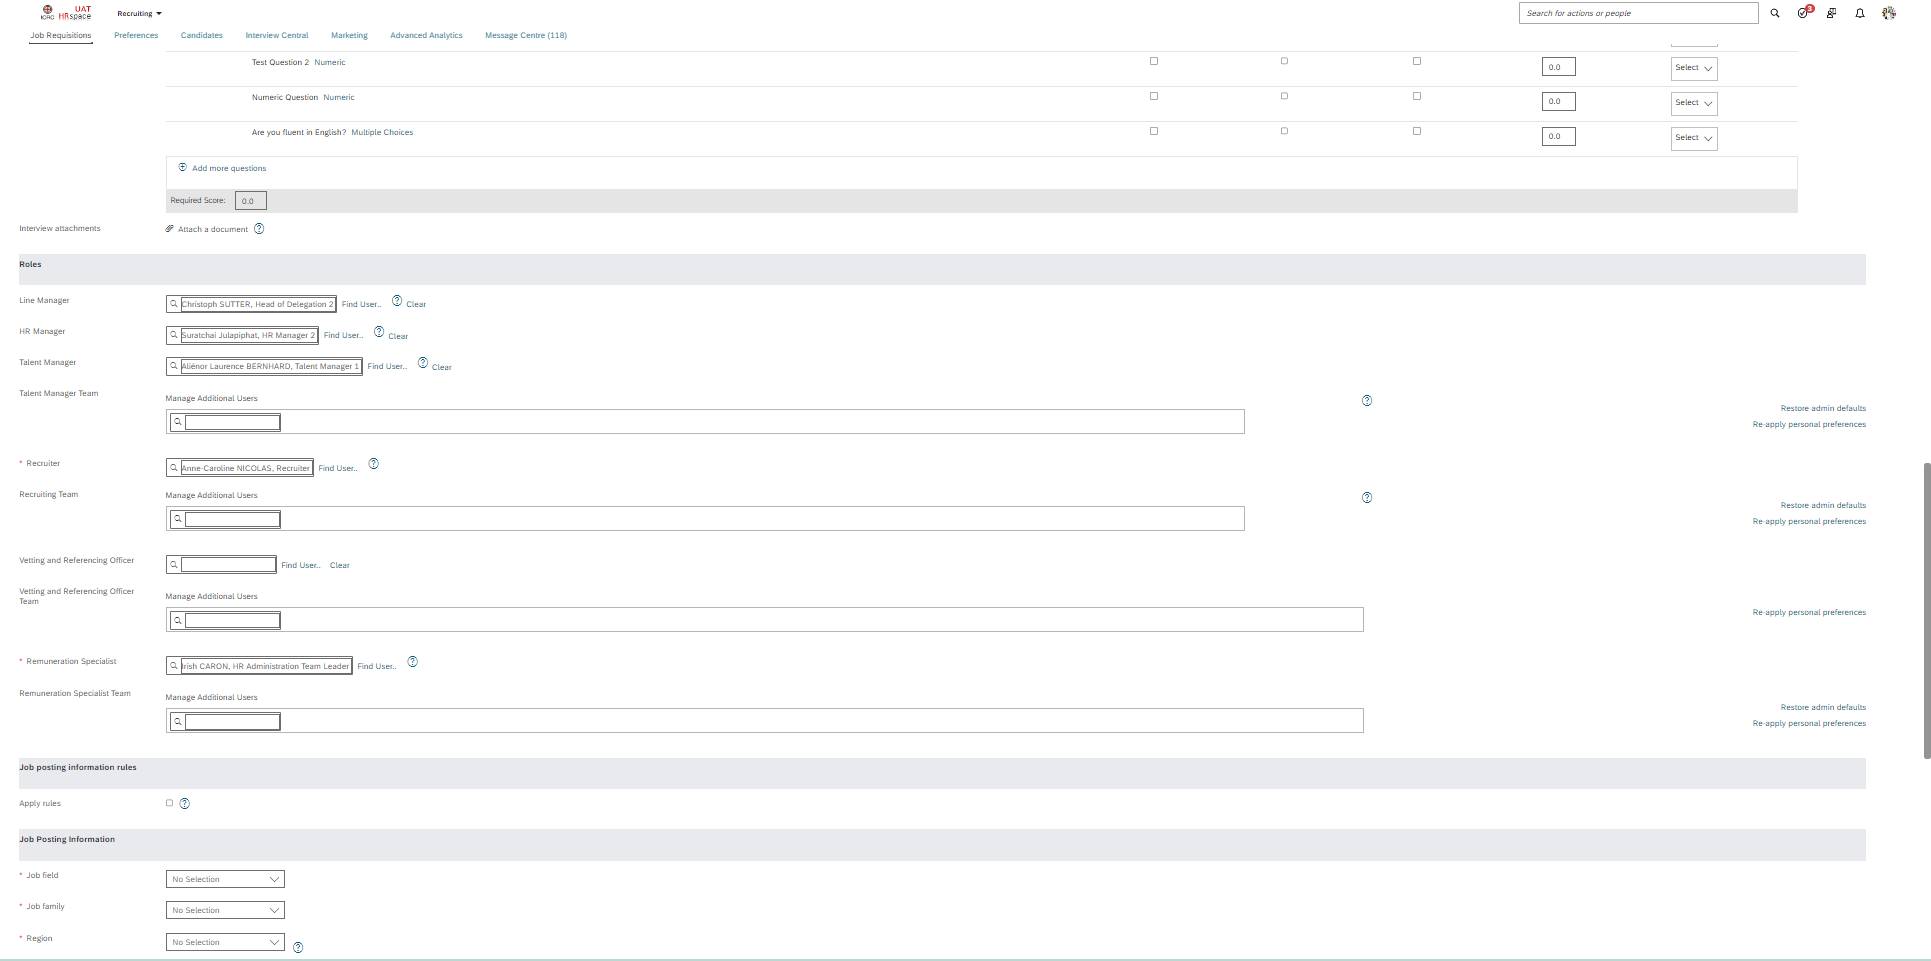 ICRC UAT HRspace Recruiting Search for actions or people 3
Job Requisitions Preferences Candidates Interview Central Marketing Advanced Analytics Message Centre (118)
Test Question 2 Numeric 0.0 Select
Numeric Question Numeric 0.0 Select
Are you fluent in English? Multiple Choices 0.0 Select
Add more questions
Required Score: 0.0
Interview attachments Attach a document ?
Roles
Line Manager Christoph SUTTER, Head of Delegation 2 Find User.. ? Clear
HR Manager Suratchai Julapiphat, HR Manager 2 Find User.. ? Clear
Talent Manager Aliénor Laurence BERNHARD, Talent Manager 1 Find User.. ? Clear
Talent Manager Team Manage Additional Users ?
Restore admin defaults
Re-apply personal preferences
* Recruiter Anne-Caroline NICOLAS, Recruiter Find User.. ?
Recruiting Team Manage Additional Users ?
Restore admin defaults
Re-apply personal preferences
Vetting and Referencing Officer Find User.. Clear
Vetting and Referencing Officer Team Manage Additional Users
Re-apply personal preferences
* Remuneration Specialist Irish CARON, HR Administration Team Leader Find User.. ?
Remuneration Specialist Team Manage Additional Users
Restore admin defaults
Re-apply personal preferences
Job posting information rules
Apply rules ?
Job Posting Information
* Job field No Selection
* Job family No Selection
* Region No Selection ?